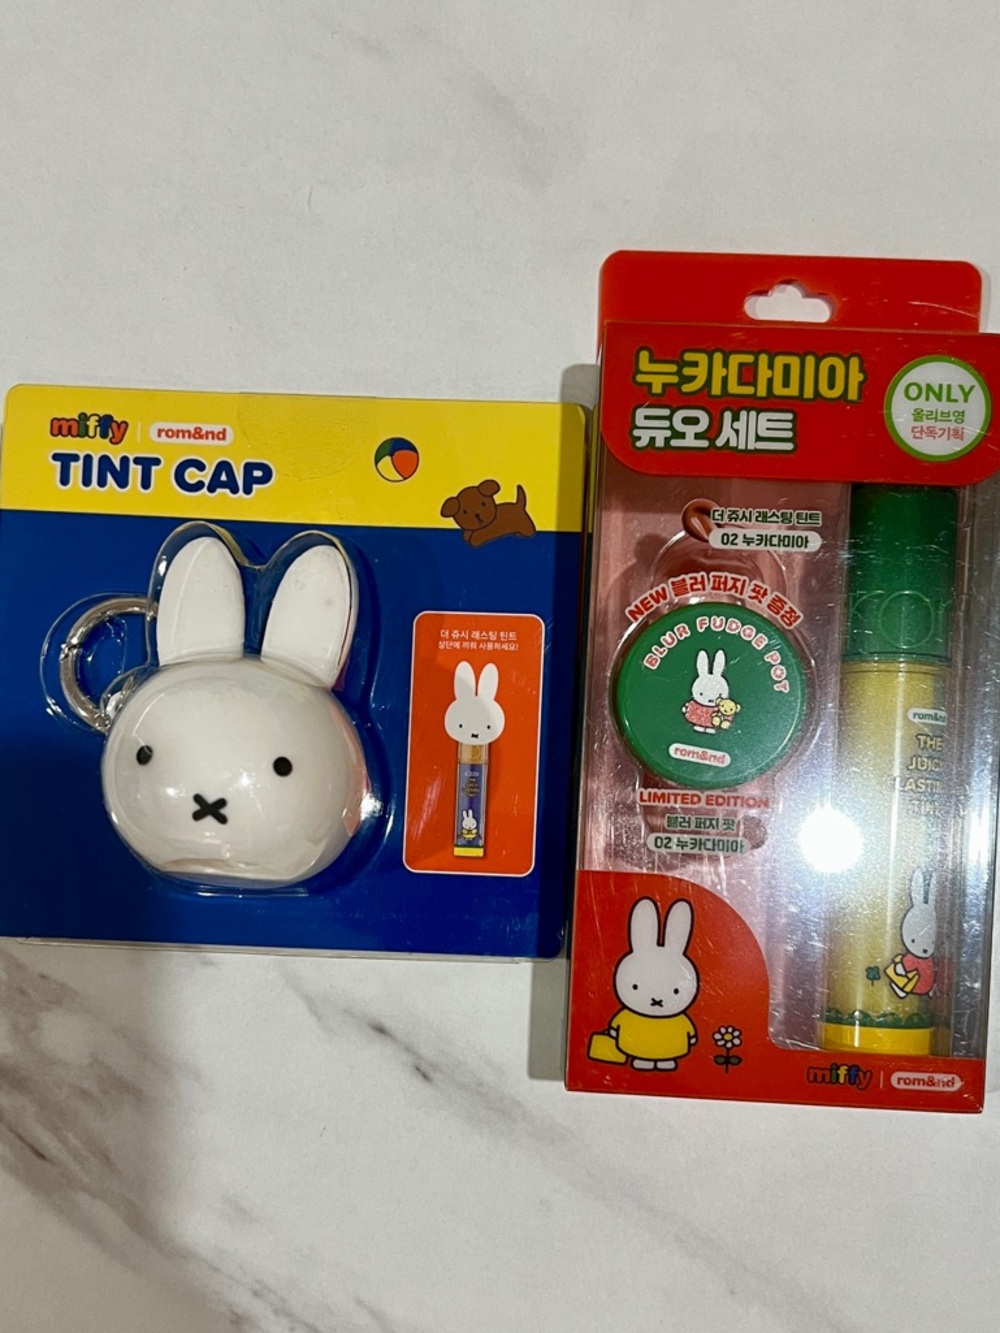 miffy | rom&nd
TINT CAP
더 쥬시 래스팅 틴트
상단에 끼워 사용하세요!
누카다미아
듀오 세트
ONLY
올리브영
단독기획
더 쥬시 래스팅 틴트
02 누카다미아
NEW 블러 퍼지 팟 증정
BLUR FUDGE POT
rom&nd
LIMITED EDITION
블러 퍼지 팟
02 누카다미아
rom&nd
THE
JUICY
LASTING
TINT
miffy | rom&nd